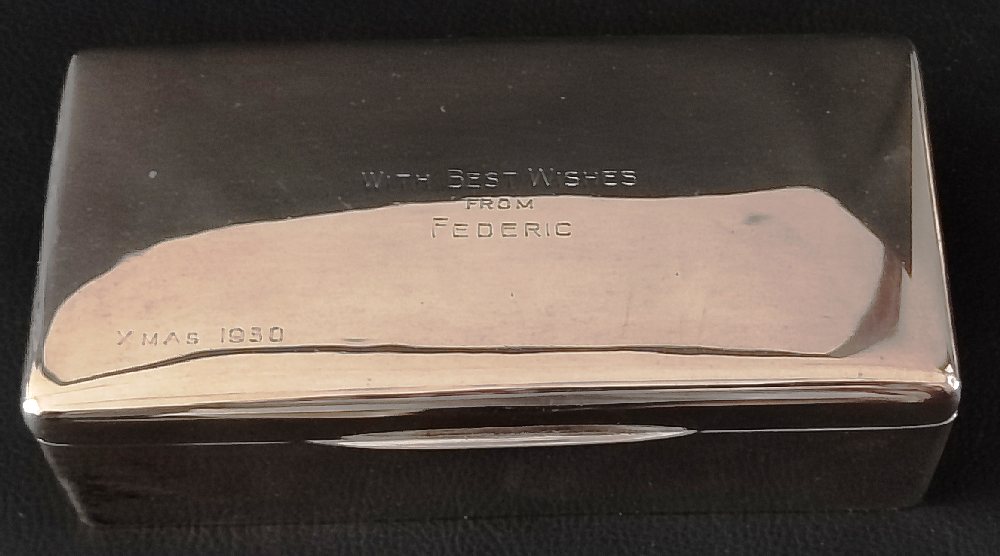 With Best Wishes
FROM
FEDERIC
XMAS 1930